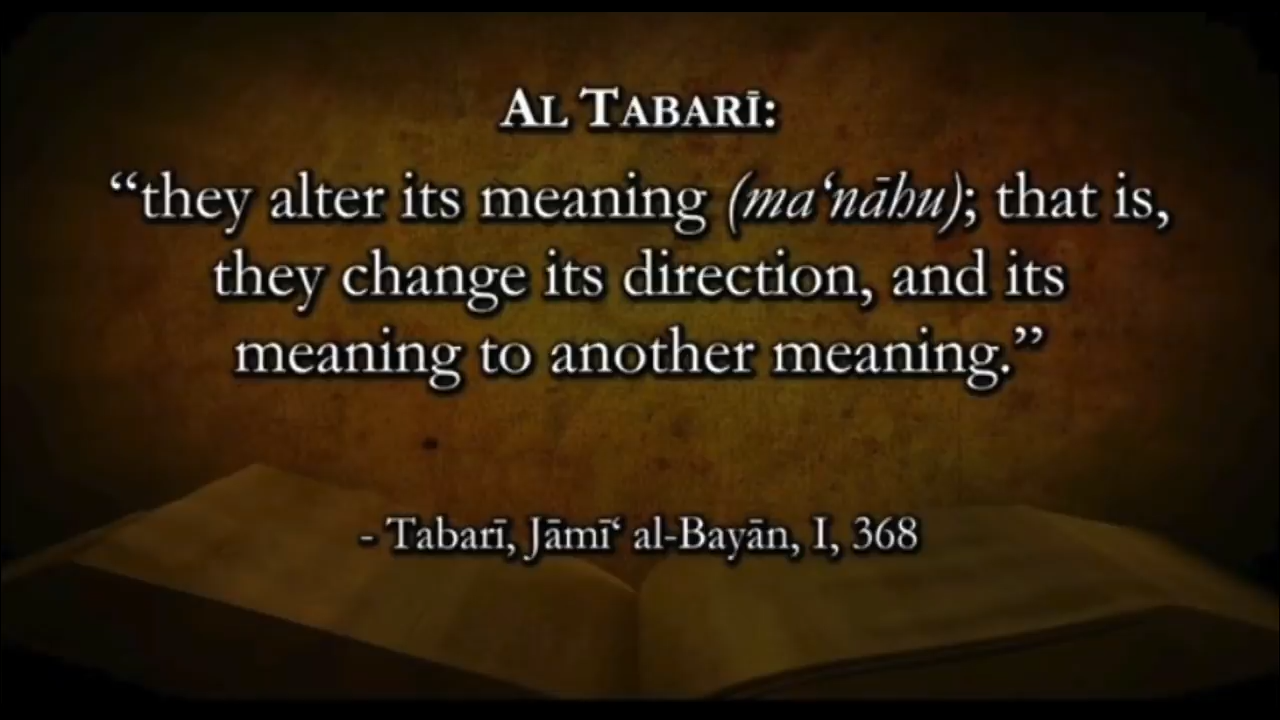 AL TABARĪ:
“they alter its meaning (ma‘nāhu); that is,
they change its direction, and its
meaning to another meaning.”
- Tabarī, Jāmī‘ al-Bayān, I, 368